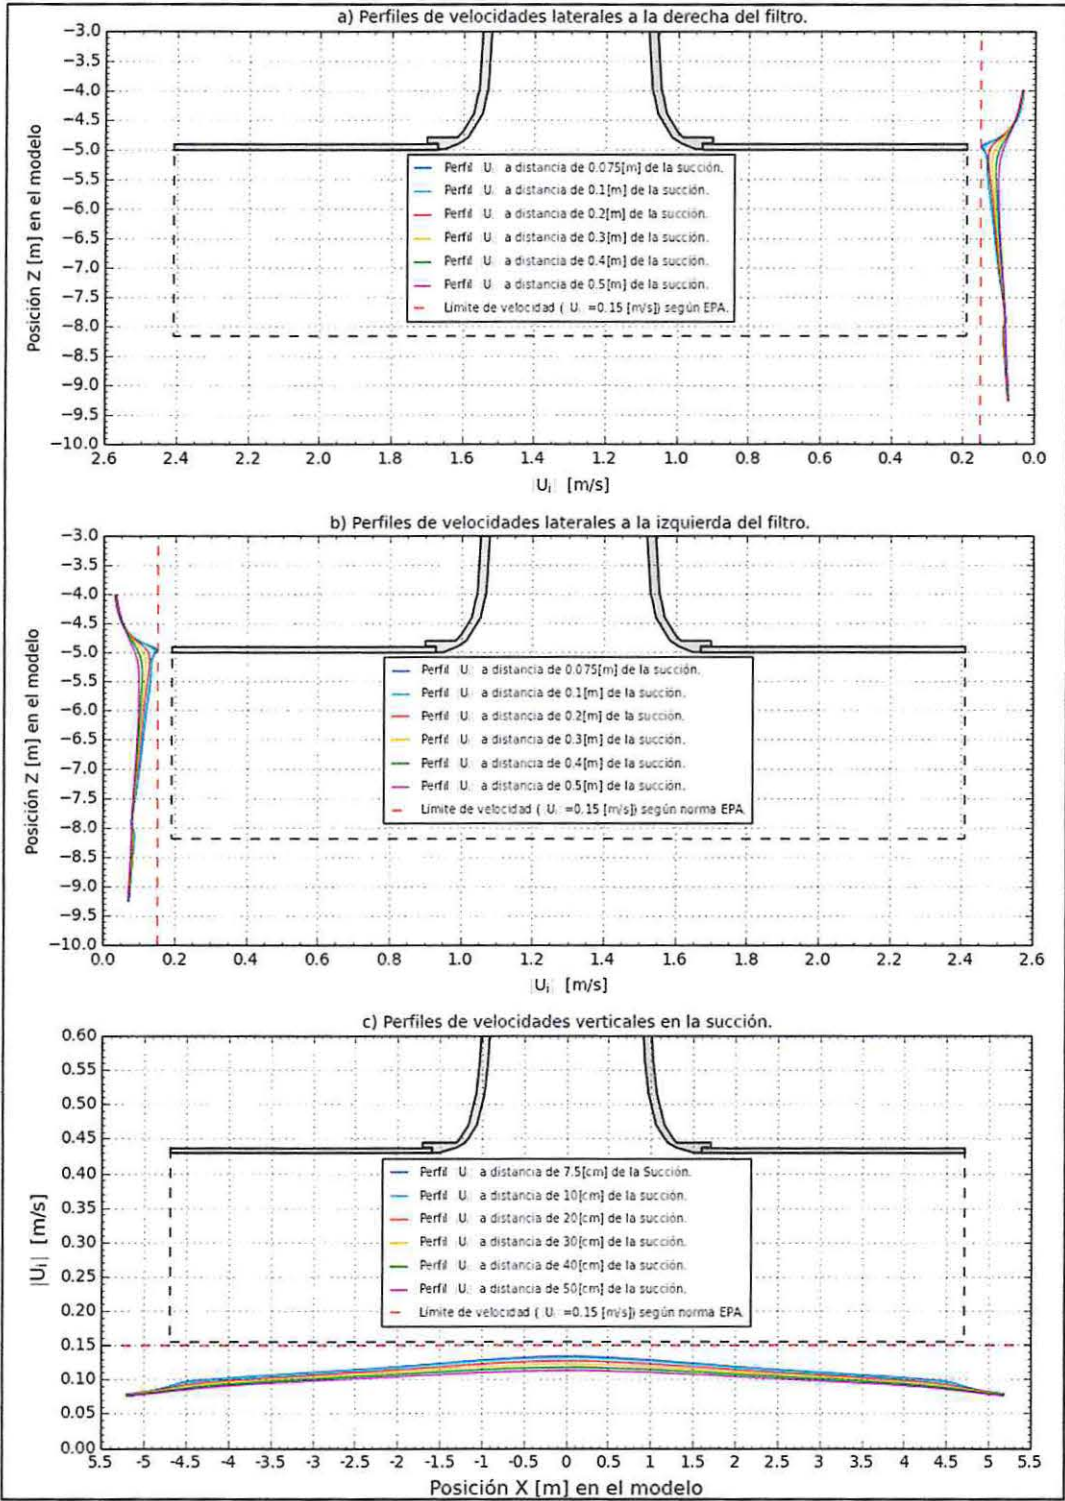 a) Perfiles de velocidades laterales a la derecha del filtro.
Posición Z [m] en el modelo
−3.0
−3.5
−4.0
−4.5
−5.0
−5.5
−6.0
−6.5
−7.0
−7.5
−8.0
−8.5
−9.0
−9.5
−10.0
Perfil |U| a distancia de 0.075[m] de la succión.
Perfil |U| a distancia de 0.1[m] de la succión.
Perfil |U| a distancia de 0.2[m] de la succión.
Perfil |U| a distancia de 0.3[m] de la succión.
Perfil |U| a distancia de 0.4[m] de la succión.
Perfil |U| a distancia de 0.5[m] de la succión.
Límite de velocidad (|U|=0.15 [m/s]) según EPA.
2.6 2.4 2.2 2.0 1.8 1.6 1.4 1.2 1.0 0.8 0.6 0.4 0.2 0.0
|Ui| [m/s]
b) Perfiles de velocidades laterales a la izquierda del filtro.
Posición Z [m] en el modelo
−3.0
−3.5
−4.0
−4.5
−5.0
−5.5
−6.0
−6.5
−7.0
−7.5
−8.0
−8.5
−9.0
−9.5
−10.0
Perfil |U| a distancia de 0.075[m] de la succión.
Perfil |U| a distancia de 0.1[m] de la succión.
Perfil |U| a distancia de 0.2[m] de la succión.
Perfil |U| a distancia de 0.3[m] de la succión.
Perfil |U| a distancia de 0.4[m] de la succión.
Perfil |U| a distancia de 0.5[m] de la succión.
Límite de velocidad (|U|=0.15 [m/s]) según norma EPA.
0.0 0.2 0.4 0.6 0.8 1.0 1.2 1.4 1.6 1.8 2.0 2.2 2.4 2.6
|Ui| [m/s]
c) Perfiles de velocidades verticales en la succión.
|Ui| [m/s]
0.60
0.55
0.50
0.45
0.40
0.35
0.30
0.25
0.20
0.15
0.10
0.05
0.00
Perfil |U| a distancia de 7.5[cm] de la Succión.
Perfil |U| a distancia de 10[cm] de la succión.
Perfil |U| a distancia de 20[cm] de la succión.
Perfil |U| a distancia de 30[cm] de la succión.
Perfil |U| a distancia de 40[cm] de la succión.
Perfil |U| a distancia de 50[cm] de la succión.
Límite de velocidad (|U|=0.15 [m/s]) según norma EPA
5.5 -5 -4.5 -4 -3.5 -3 -2.5 -2 -1.5 -1 -0.5 0 0.5 1 1.5 2 2.5 3 3.5 4 4.5 5 5.5
Posición X [m] en el modelo